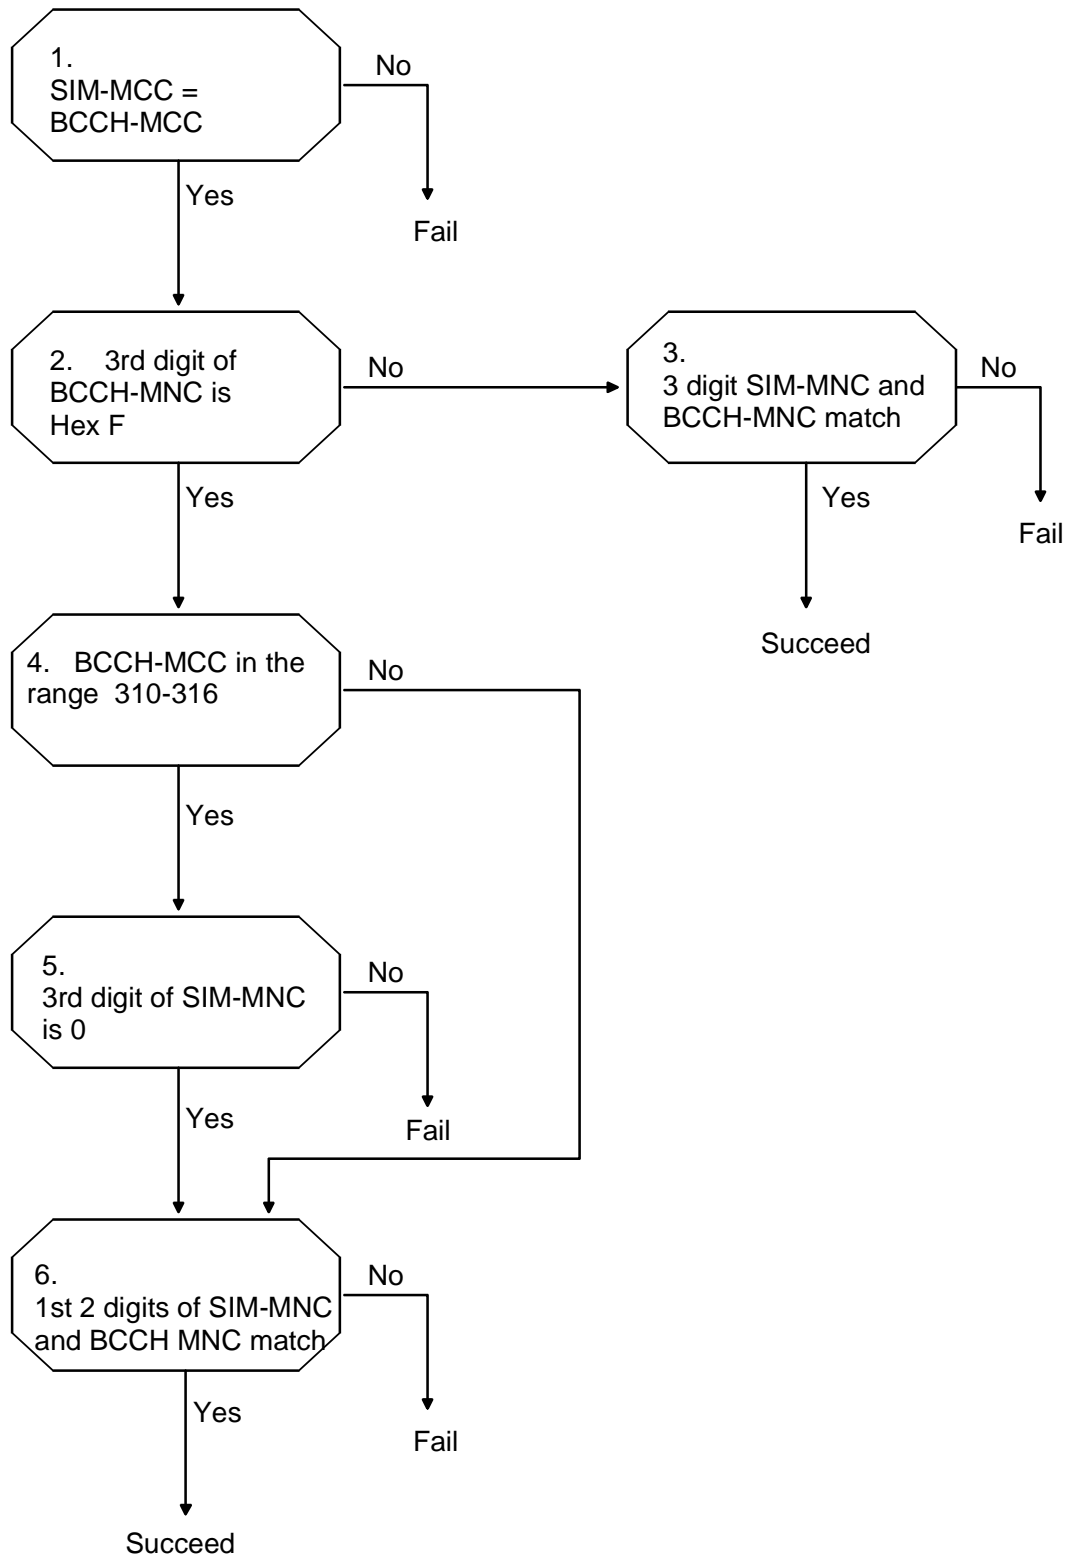 1.
SIM-MCC =
BCCH-MCC
No
Yes
Fail
2. 3rd digit of
BCCH-MNC is
Hex F
No
3.
3 digit SIM-MNC and
BCCH-MNC match
No
Yes
Yes
Fail
Succeed
4. BCCH-MCC in the
range 310-316
No
Yes
5.
3rd digit of SIM-MNC
is 0
No
Yes
Fail
6.
1st 2 digits of SIM-MNC
and BCCH MNC match
No
Yes
Fail
Succeed